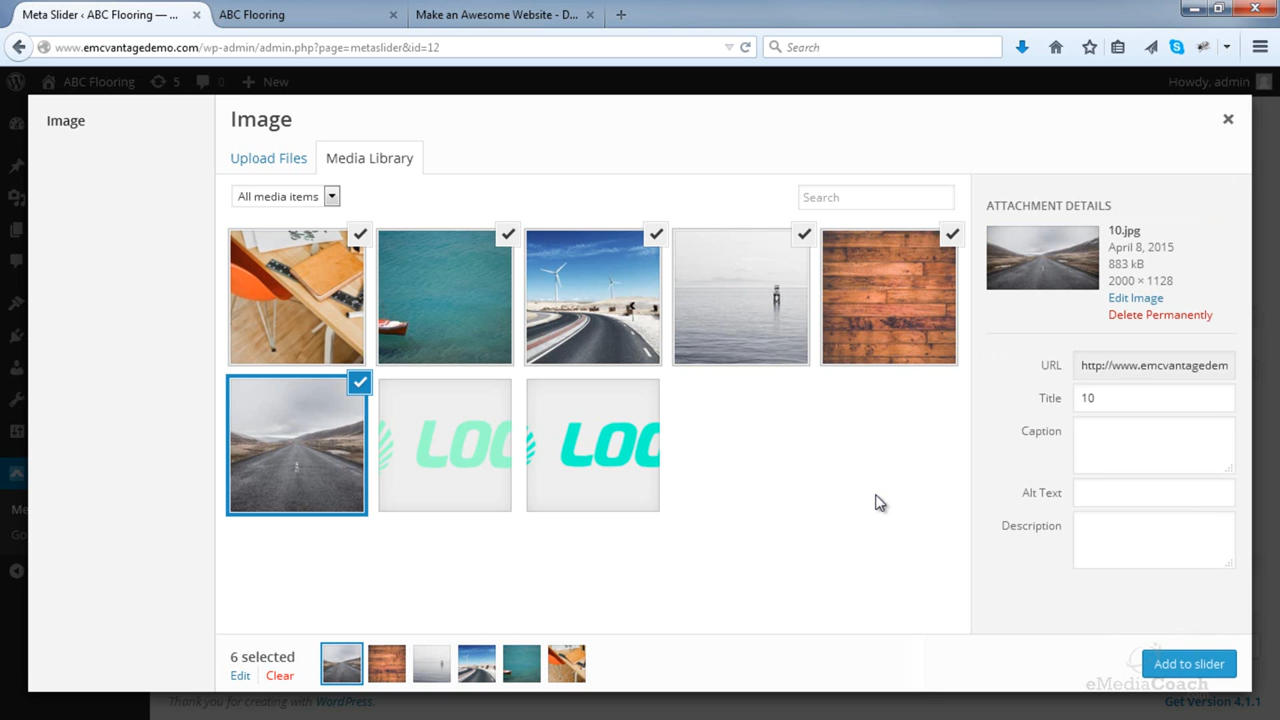 Meta Slider ‹ ABC Flooring — ...
ABC Flooring
Make an Awesome Website - D...
www.emcvantagedemo.com/wp-admin/admin.php?page=metaslider&id=12
Search
ABC Flooring
5
0
New
Howdy, admin
Image
Image
Upload Files
Media Library
All media items
Search
ATTACHMENT DETAILS
10.jpg
April 8, 2015
883 kB
2000 × 1128
Edit Image
Delete Permanently
URL
http://www.emcvantagedem
Title
10
Caption
Alt Text
Description
LOO
LOO
Me
Go
6 selected
Edit
Clear
Add to slider
eMediaCoach
Thank you for creating with WordPress.
Get Version 4.1.1